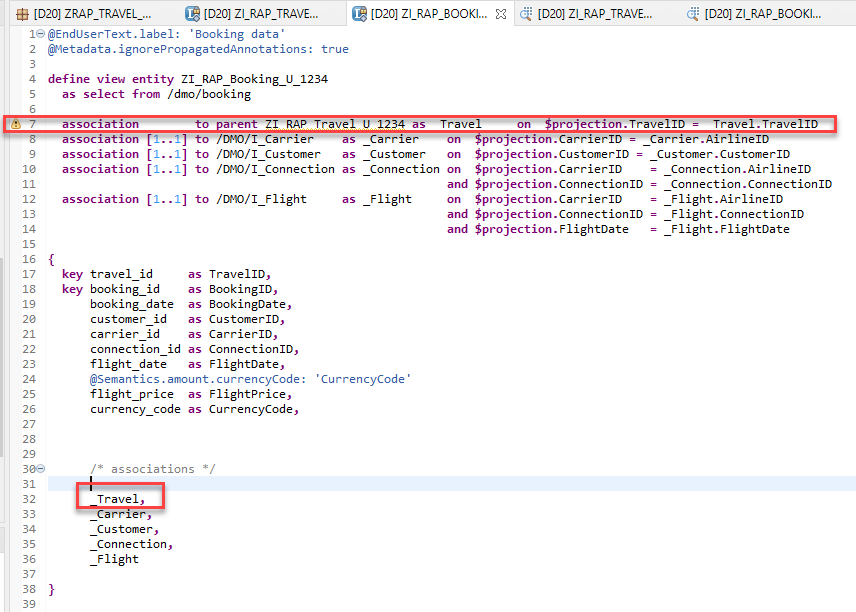 [D20] ZRAP_TRAVEL_... [D20] ZI_RAP_TRAVE... [D20] ZI_RAP_BOOKI... [D20] ZI_RAP_TRAVE... [D20] ZI_RAP_BOOKI...
1 @EndUserText.label: 'Booking data'
2 @Metadata.ignorePropagatedAnnotations: true
3
4 define view entity ZI_RAP_Booking_U_1234
5 as select from /dmo/booking
6
7 association to parent ZI_RAP_Travel_U_1234 as _Travel on $projection.TravelID = _Travel.TravelID
8 association [1..1] to /DMO/I_Carrier as _Carrier on $projection.CarrierID = _Carrier.AirlineID
9 association [1..1] to /DMO/I_Customer as _Customer on $projection.CustomerID = _Customer.CustomerID
10 association [1..1] to /DMO/I_Connection as _Connection on $projection.CarrierID = _Connection.AirlineID
11 and $projection.ConnectionID = _Connection.ConnectionID
12 association [1..1] to /DMO/I_Flight as _Flight on $projection.CarrierID = _Flight.AirlineID
13 and $projection.ConnectionID = _Flight.ConnectionID
14 and $projection.FlightDate = _Flight.FlightDate
15
16 {
17 key travel_id as TravelID,
18 key booking_id as BookingID,
19 booking_date as BookingDate,
20 customer_id as CustomerID,
21 carrier_id as CarrierID,
22 connection_id as ConnectionID,
23 flight_date as FlightDate,
24 @Semantics.amount.currencyCode: 'CurrencyCode'
25 flight_price as FlightPrice,
26 currency_code as CurrencyCode,
27
28
29
30 /* associations */
31
32 _Travel,
33 _Carrier,
34 _Customer,
35 _Connection,
36 _Flight
37
38 }
39